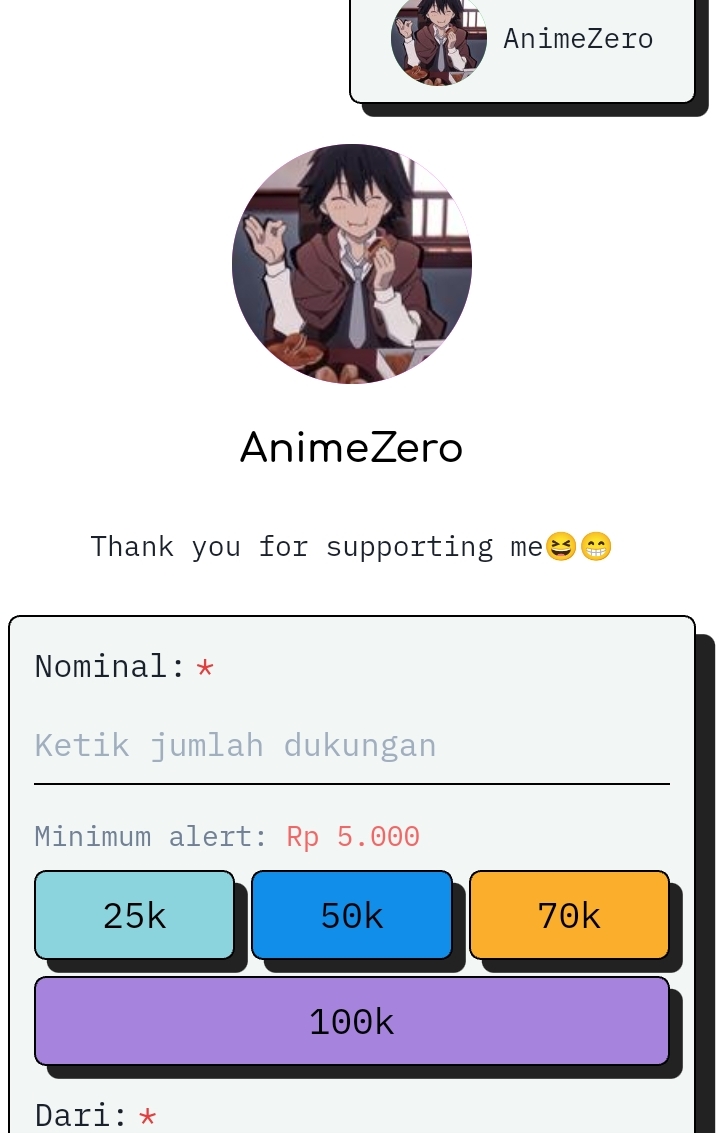 AnimeZero
AnimeZero
Thank you for supporting me😆😁
Nominal: *
Ketik jumlah dukungan
Minimum alert: Rp 5.000
25k 50k 70k
100k
Dari: *